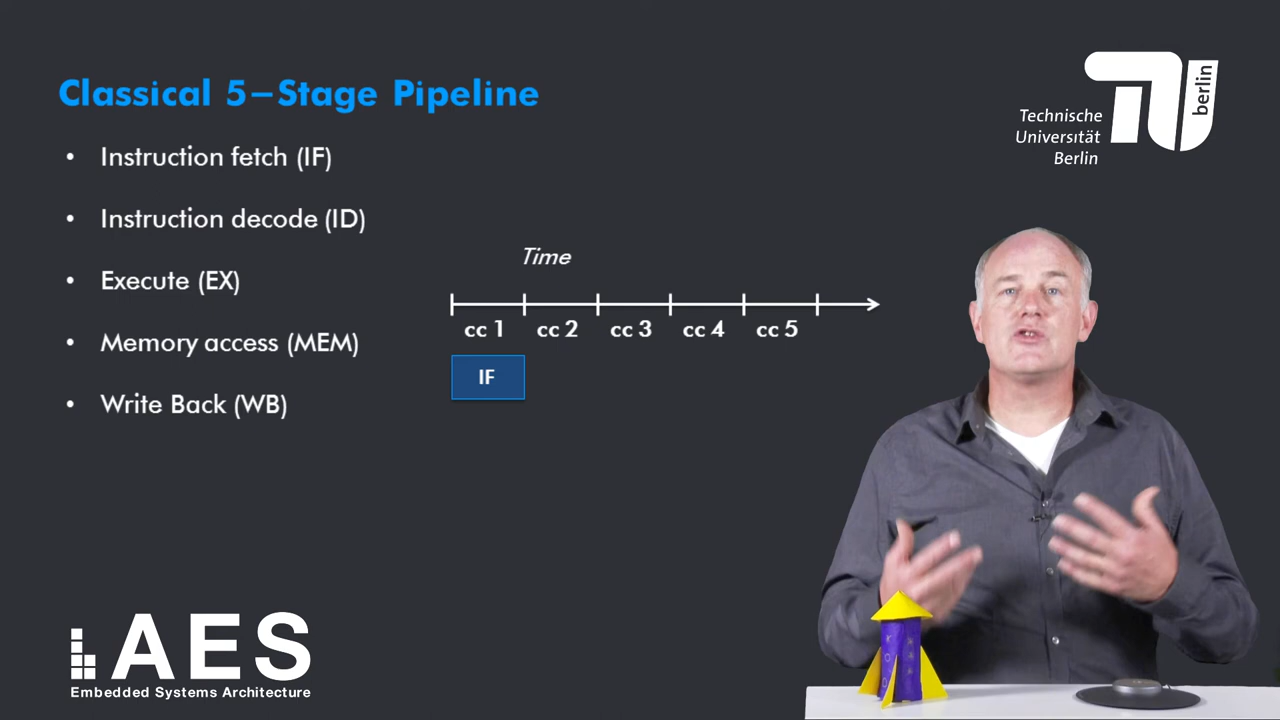 Classical 5–Stage Pipeline
• Instruction fetch (IF)
• Instruction decode (ID)
• Execute (EX)
• Memory access (MEM)
• Write Back (WB)
Time
cc 1 cc 2 cc 3 cc 4 cc 5
IF
Technische
Universität
Berlin
berlin
AES
Embedded Systems Architecture